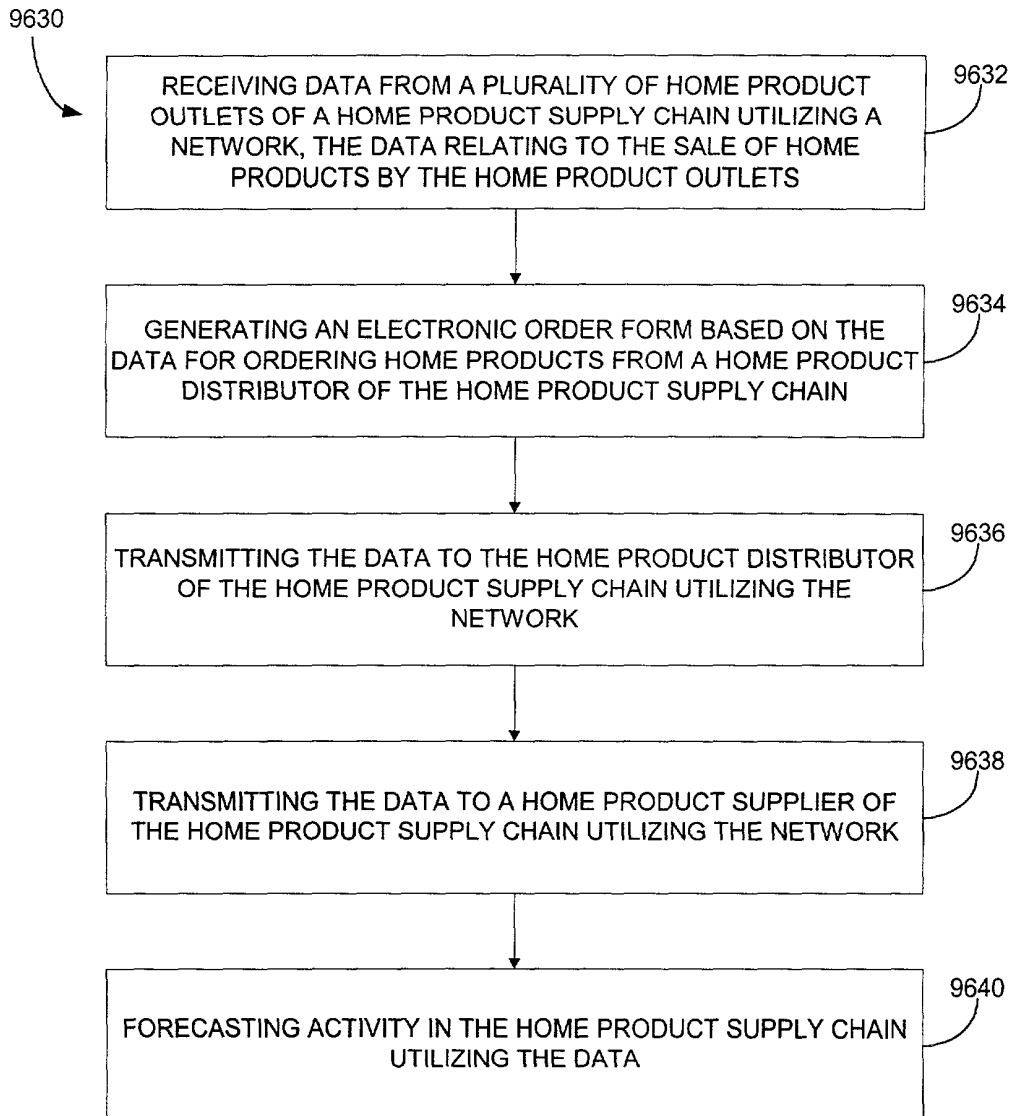 9630
RECEIVING DATA FROM A PLURALITY OF HOME PRODUCT
OUTLETS OF A HOME PRODUCT SUPPLY CHAIN UTILIZING A
NETWORK, THE DATA RELATING TO THE SALE OF HOME
PRODUCTS BY THE HOME PRODUCT OUTLETS
9632
GENERATING AN ELECTRONIC ORDER FORM BASED ON THE
DATA FOR ORDERING HOME PRODUCTS FROM A HOME PRODUCT
DISTRIBUTOR OF THE HOME PRODUCT SUPPLY CHAIN
9634
TRANSMITTING THE DATA TO THE HOME PRODUCT DISTRIBUTOR
OF THE HOME PRODUCT SUPPLY CHAIN UTILIZING THE
NETWORK
9636
TRANSMITTING THE DATA TO A HOME PRODUCT SUPPLIER OF
THE HOME PRODUCT SUPPLY CHAIN UTILIZING THE NETWORK
9638
FORECASTING ACTIVITY IN THE HOME PRODUCT SUPPLY CHAIN
UTILIZING THE DATA
9640